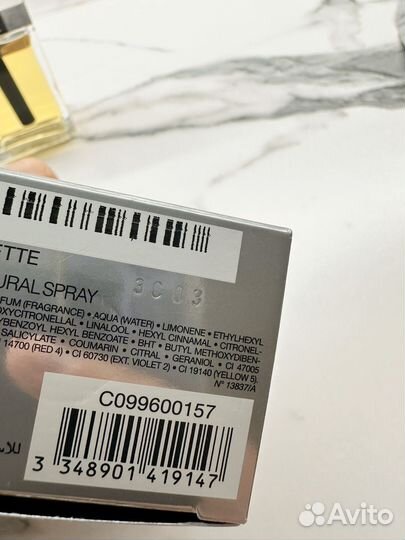 ETTE
URAL SPRAY
3C03
FUM (FRAGRANCE) • AQUA (WATER) • LIMONENE • ETHYLHEXYL
OXYCITRONELLAL • LINALOOL • HEXYL CINNAMAL • CITRONEL-
YBENZOYL HEXYL BENZOATE • BHT • BUTYL METHOXYDIBEN-
SALICYLATE • COUMARIN • CITRAL • GERANIOL • CI 47005
14700 (RED 4) • CI 60730 (EXT. VIOLET 2) • CI 19140 (YELLOW 5).
N° 13837/A
C099600157
3 348901 419147
Avito